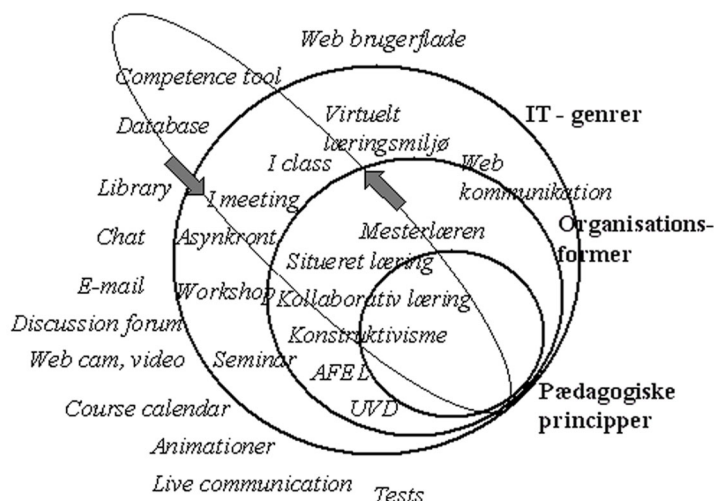 Web brugerflade
Competence tool
Virtuelt
læringsmiljø
IT - genrer
Database
I class
Web
kommunikation
Library
I meeting
Organisations-
former
Chat
Asynkront
Mesterlæren
Situeret læring
E-mail
Workshop
Kollaborativ læring
Discussion forum
Konstruktivisme
Web cam, video
Seminar
AFEL
Pædagogiske
principper
Course calendar
UVD
Animationer
Live communication
Tests